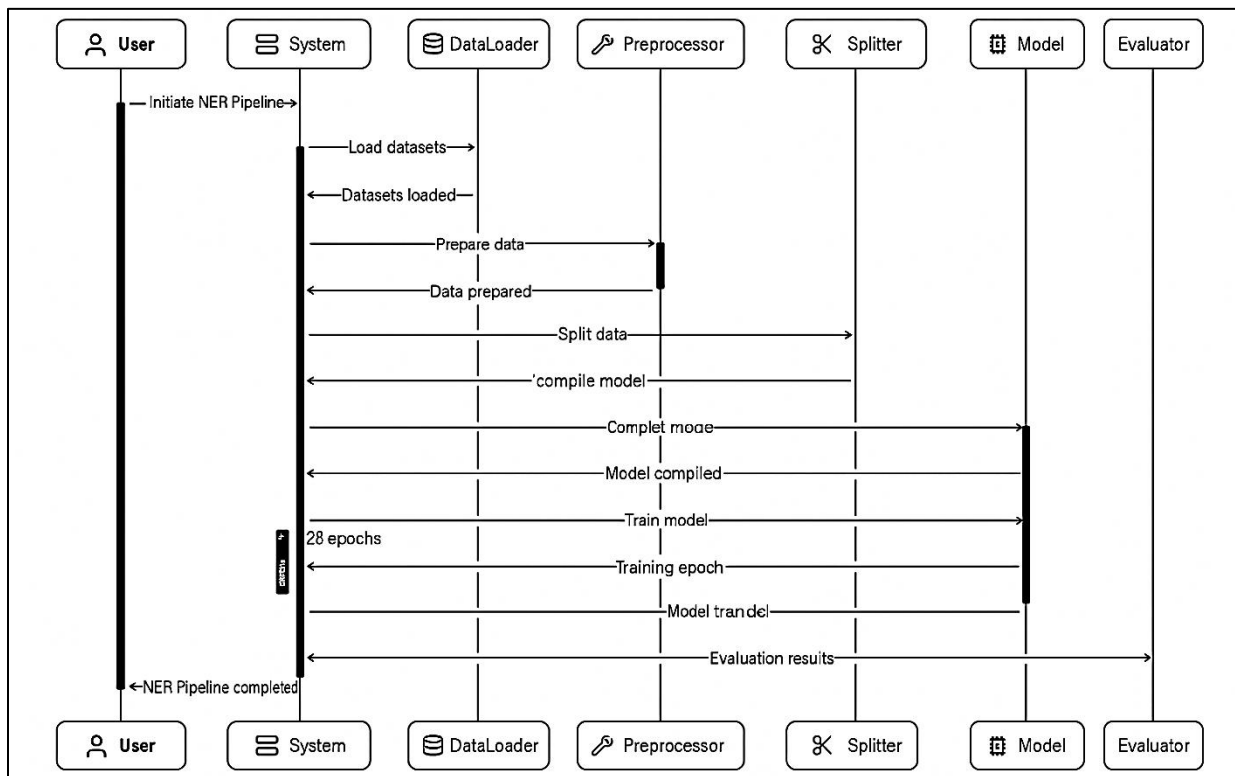 User
System
DataLoader
Preprocessor
Splitter
Model
Evaluator
Initiate NER Pipeline
Load datasets
Datasets loaded
Prepare data
Data prepared
Split data
'compile model
Complet mode
Model compiled
Train model
28 epochs
Training epoch
Model trandel
Evaluation results
NER Pipeline completed
User
System
DataLoader
Preprocessor
Splitter
Model
Evaluator